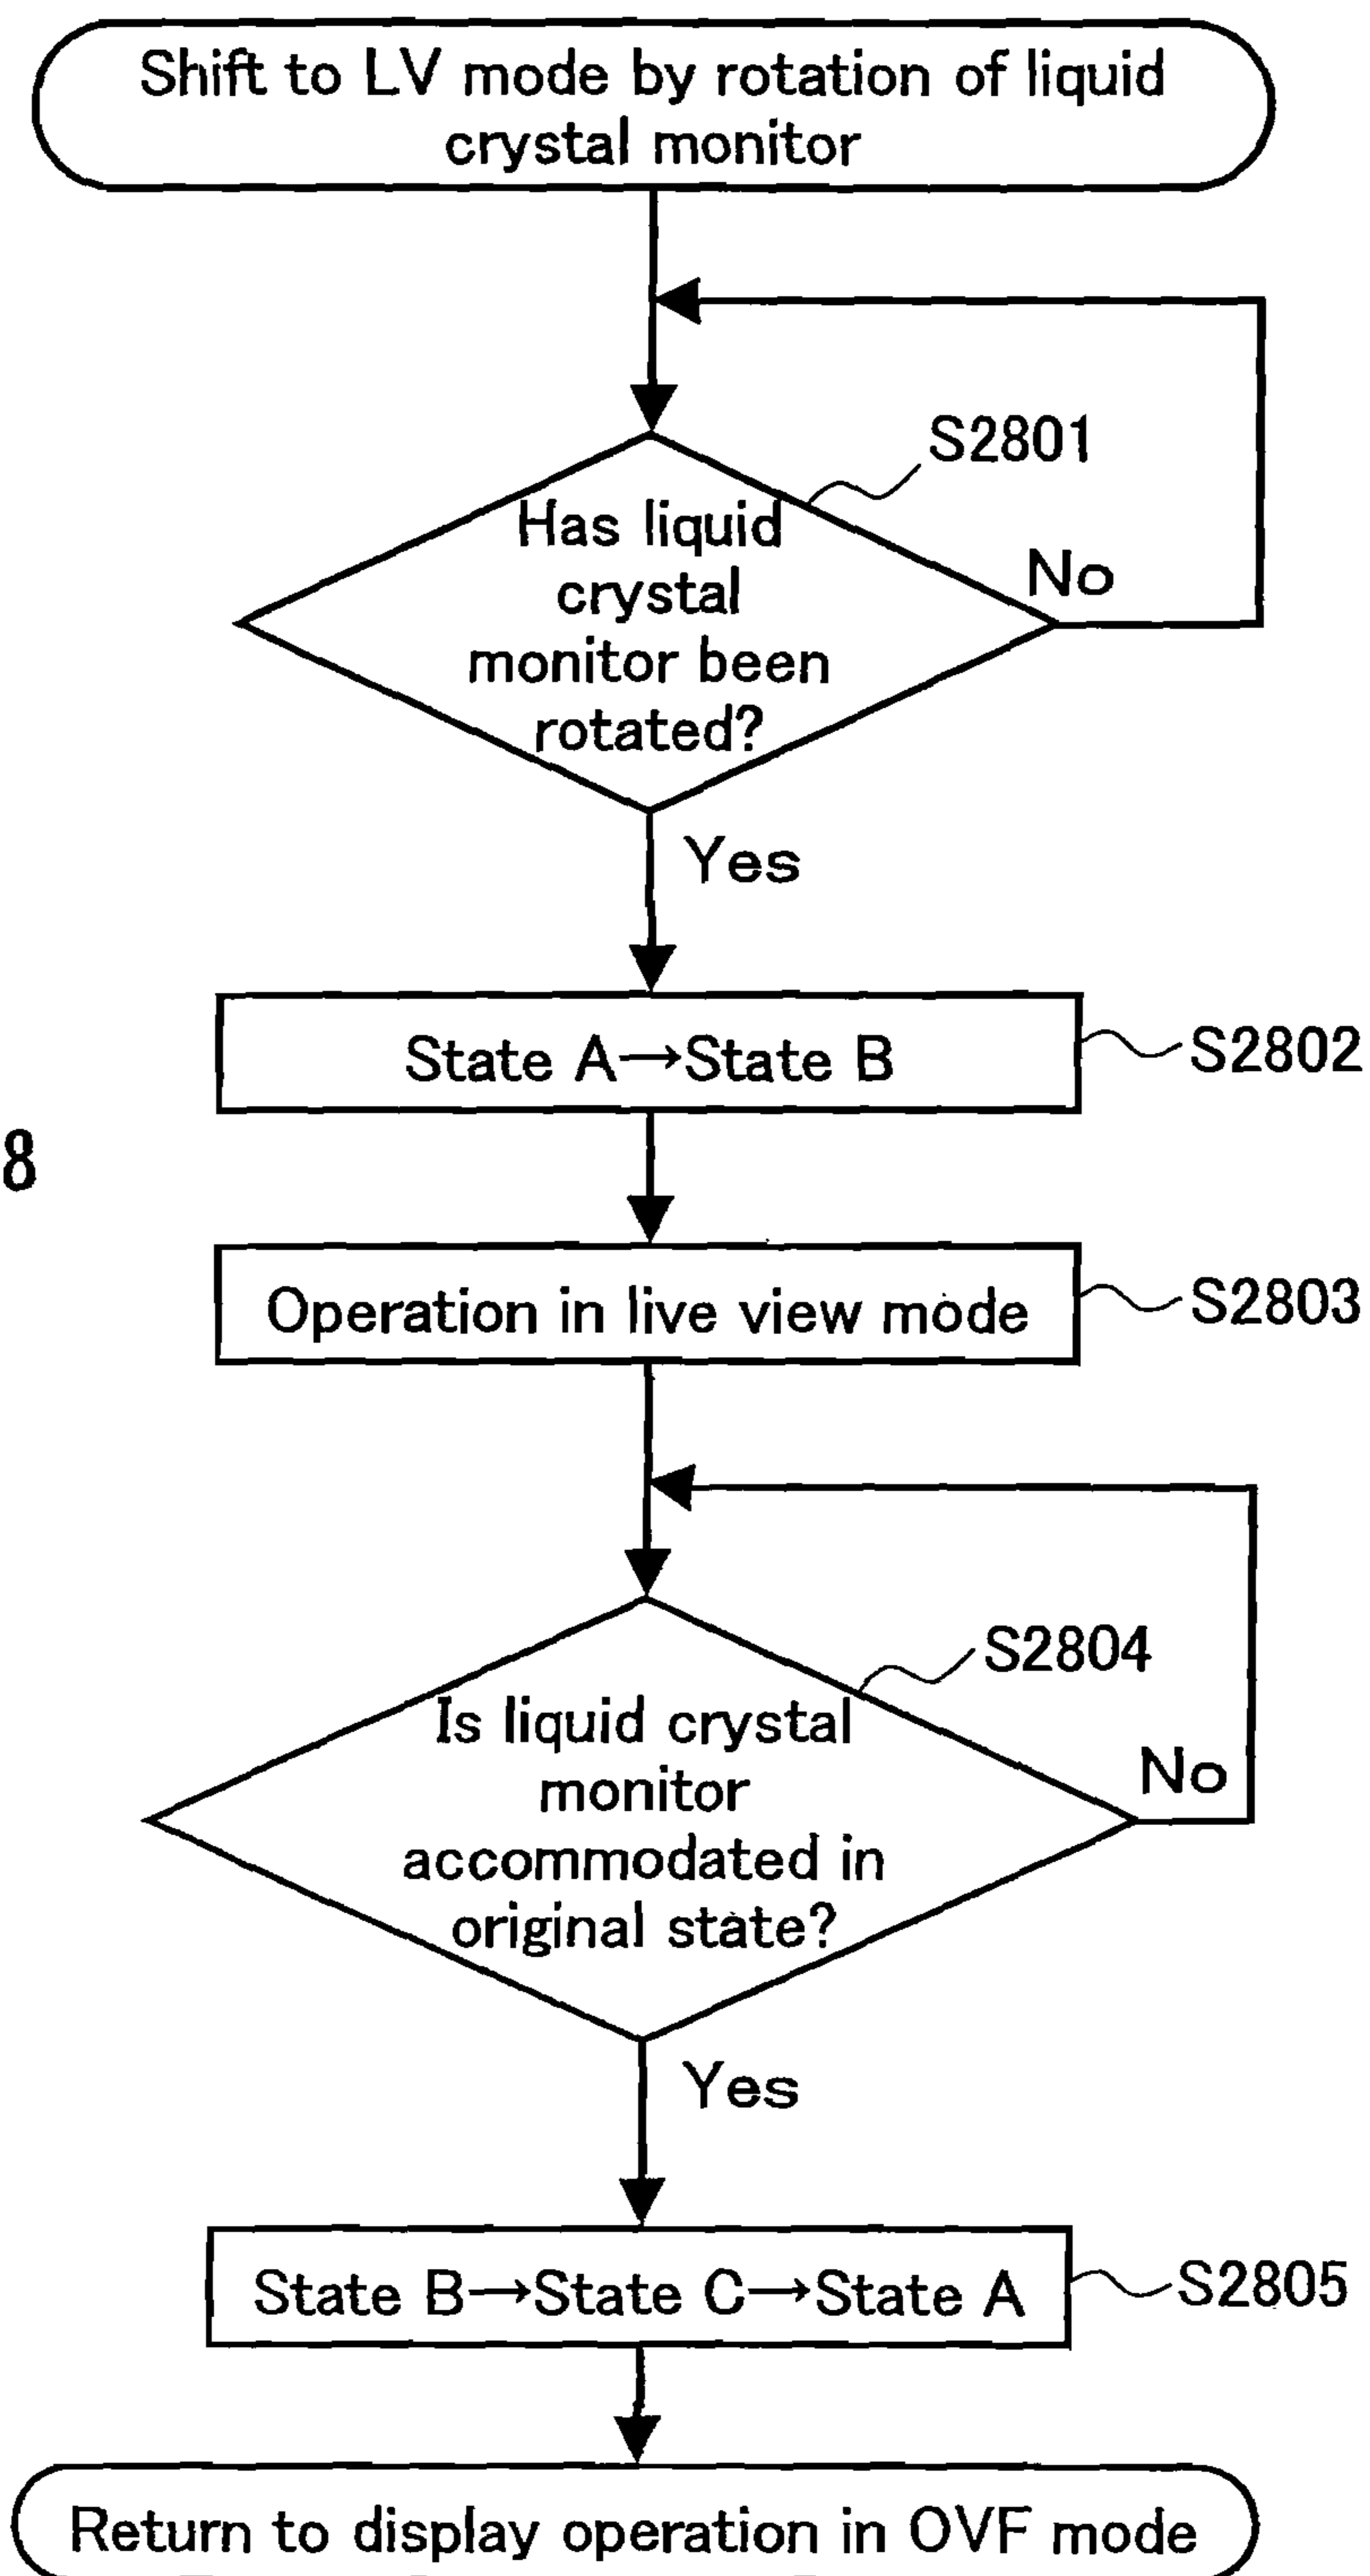 Shift to LV mode by rotation of liquid
crystal monitor
S2801
Has liquid
crystal
monitor been
rotated?
No
Yes
State A→State B
S2802
8
Operation in live view mode
S2803
S2804
Is liquid crystal
monitor
accommodated in
original state?
No
Yes
State B→State C→State A
S2805
Return to display operation in OVF mode